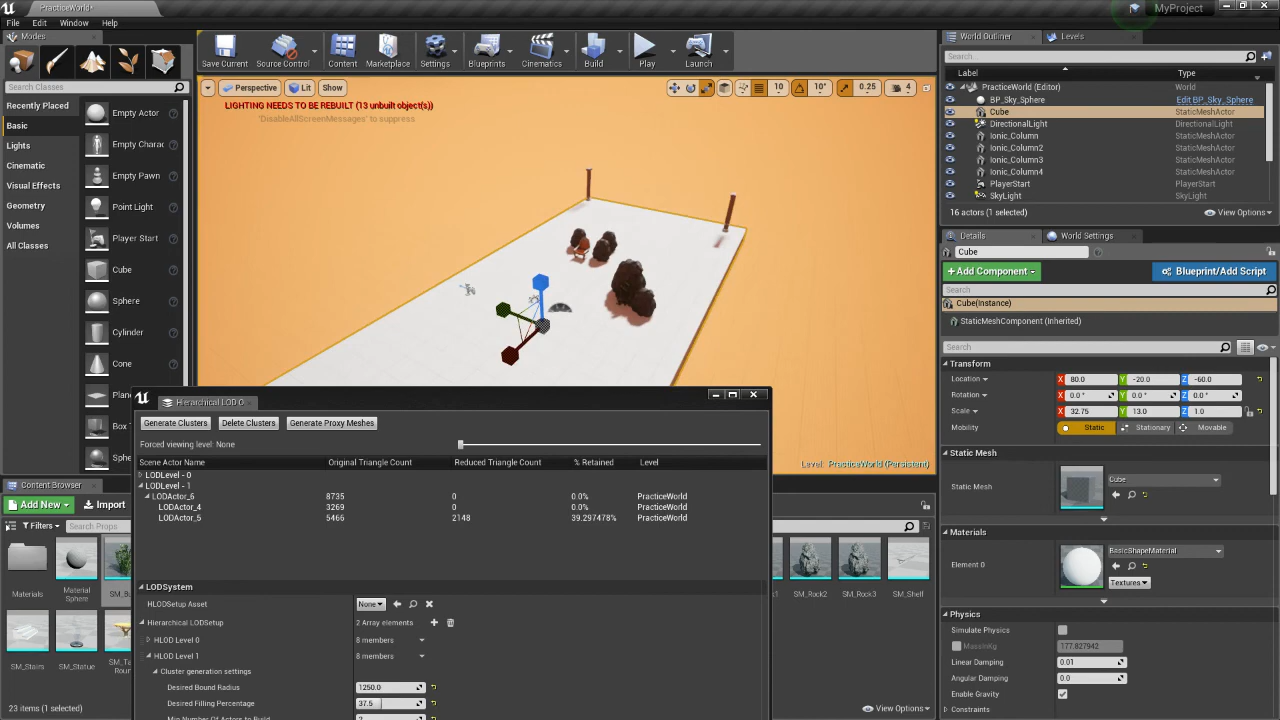 PracticeWorld*
MyProject
File Edit Window Help
Modes
Search Classes
Recently Placed
Basic
Lights
Cinematic
Visual Effects
Geometry
Volumes
All Classes
Empty Actor
Empty Charac
Empty Pawn
Point Light
Player Start
Cube
Sphere
Cylinder
Cone
Plane
Box T
Sphe
Save Current
Source Control
Content
Marketplace
Settings
Blueprints
Cinematics
Build
Play
Launch
Perspective Lit Show 10 10° 0.25 4
LIGHTING NEEDS TO BE REBUILT (13 unbuilt object(s))
'DisableAllScreenMessages' to suppress
Level: PracticeWorld (Persistent)
World Outliner Levels
Search...
Label Type
PracticeWorld (Editor) World
BP_Sky_Sphere Edit BP_Sky_Sphere
Cube StaticMeshActor
DirectionalLight DirectionalLight
Ionic_Column StaticMeshActor
Ionic_Column2 StaticMeshActor
Ionic_Column3 StaticMeshActor
Ionic_Column4 StaticMeshActor
PlayerStart PlayerStart
SkyLight SkyLight
16 actors (1 selected) View Options
Details World Settings
Cube
+Add Component Blueprint/Add Script
Search
Cube(Instance)
StaticMeshComponent (Inherited)
Search
Transform
Location X 80.0 Y -20.0 Z -60.0
Rotation X 0.0° Y 0.0° Z 0.0°
Scale X 32.75 Y 13.0 Z 1.0
Mobility Static Stationary Movable
Static Mesh
Static Mesh Cube
Materials
Element 0 BasicShapeMaterial
Textures
Physics
Simulate Physics
MassInKg 177.827942
Linear Damping 0.01
Angular Damping 0.0
Enable Gravity
Constraints
Hierarchical LOD O
Generate Clusters Delete Clusters Generate Proxy Meshes
Forced viewing level: None
Scene Actor Name Original Triangle Count Reduced Triangle Count % Retained Level
LODLevel - 0
LODLevel - 1
LODActor_6 8735 0 0.0% PracticeWorld
LODActor_4 3269 0 0.0% PracticeWorld
LODActor_5 5466 2148 39.297478% PracticeWorld
LODSystem
HLODSetup Asset None
Hierarchical LODSetup 2 Array elements
HLOD Level 0 8 members
HLOD Level 1 8 members
Cluster generation settings
Desired Bound Radius 1250.0
Desired Filling Percentage 37.5
Min Number Of Actors to Build 2
Content Browser
Add New Import
Filters Search Props
Materials
Material Sphere
SM_B
SM_Stairs
SM_Statue
SM_Ta Roun
SM_Rock2
SM_Rock3
SM_Shelf
23 items (1 selected)
View Options